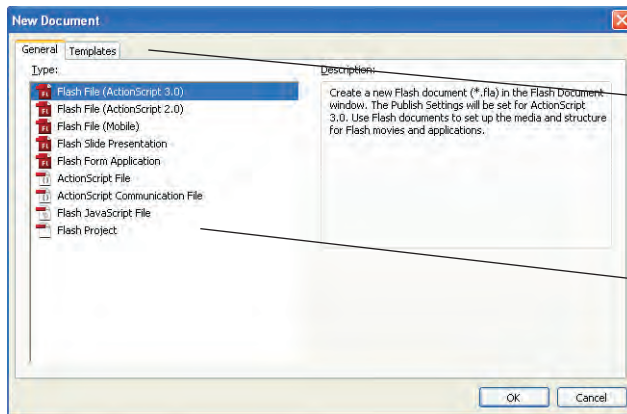 New Document
General
Templates
Type:
Description:
Flash File (ActionScript 3.0)
Flash File (ActionScript 2.0)
Flash File (Mobile)
Flash Slide Presentation
Flash Form Application
ActionScript File
ActionScript Communication File
Flash JavaScript File
Flash Project
Create a new Flash document (*.fla) in the Flash Document
window. The Publish Settings will be set for ActionScript
3.0. Use Flash documents to set up the media and structure
for Flash movies and applications.
OK
Cancel